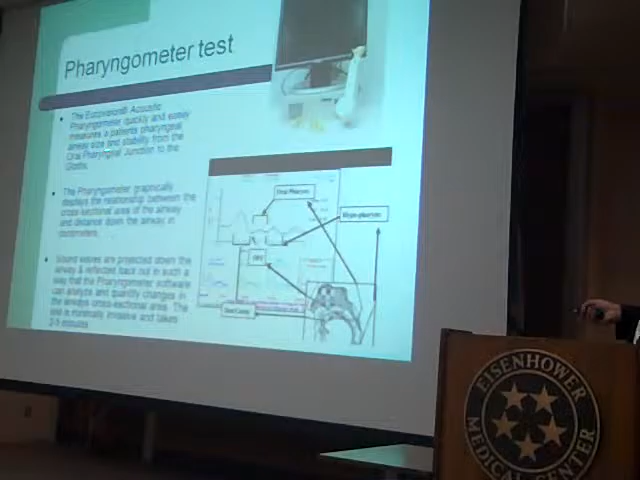 Pharyngometer test
• The Eccovision® Acoustic
Pharyngometer quickly and easily
measures a patients pharyngeal
airway size and stability from the
Oral Pharyngeal Junction to the
Glottis.
• The Pharyngometer graphically
displays the relationship between the
cross-sectional area of the airway
and distance down the airway in
centimeters.
• Sound waves are projected down the
airway & reflected back out in such a
way that the Pharyngometer software
can analyze and quantify changes in
the airways cross-sectional area. The
test is minimally invasive and takes
2-5 minutes
Oral Pharynx
Hypo-pharynx
OPJ
EISENHOWER
MEDICAL CENTER